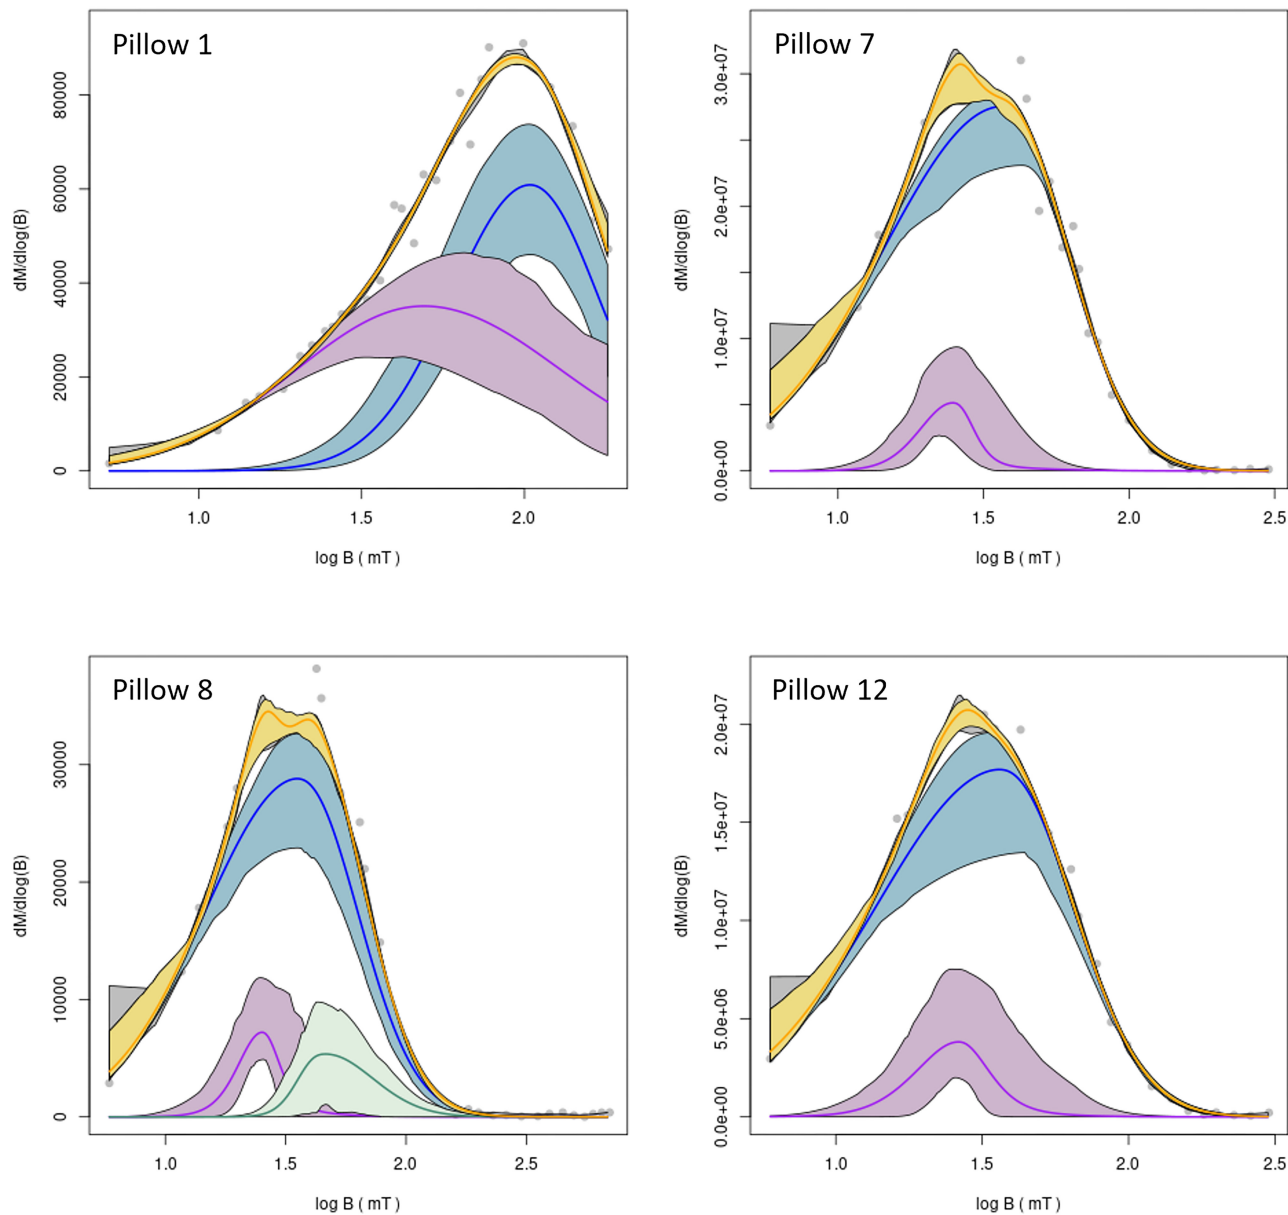 Pillow 1
dM/dlog(B)
80000
60000
40000
20000
0
1.0 1.5 2.0
log B ( mT )
Pillow 7
dM/dlog(B)
3.0e+07
2.0e+07
1.0e+07
0.0e+00
1.0 1.5 2.0 2.5
log B ( mT )
Pillow 8
dM/dlog(B)
30000
20000
10000
0
1.0 1.5 2.0 2.5
log B ( mT )
Pillow 12
dM/dlog(B)
2.0e+07
1.5e+07
1.0e+07
5.0e+06
0.0e+00
1.0 1.5 2.0 2.5
log B ( mT )